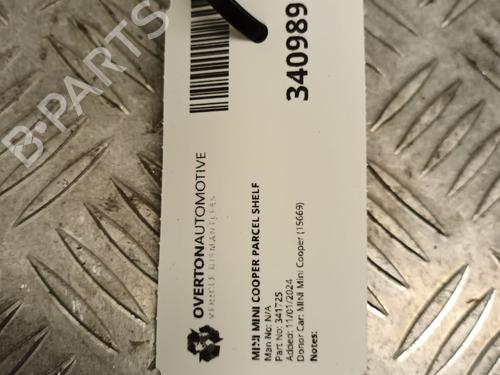 340989
OVERTONAUTOMOTIVE
VEHICLE DISMANTLERS
MINI MINI COOPER PARCEL SHELF
Man No: N/A
Part No: 341725
Added: 11/01/2024
Donor Car: MINI Mini Cooper (15669)
Notes:
B-PARTS